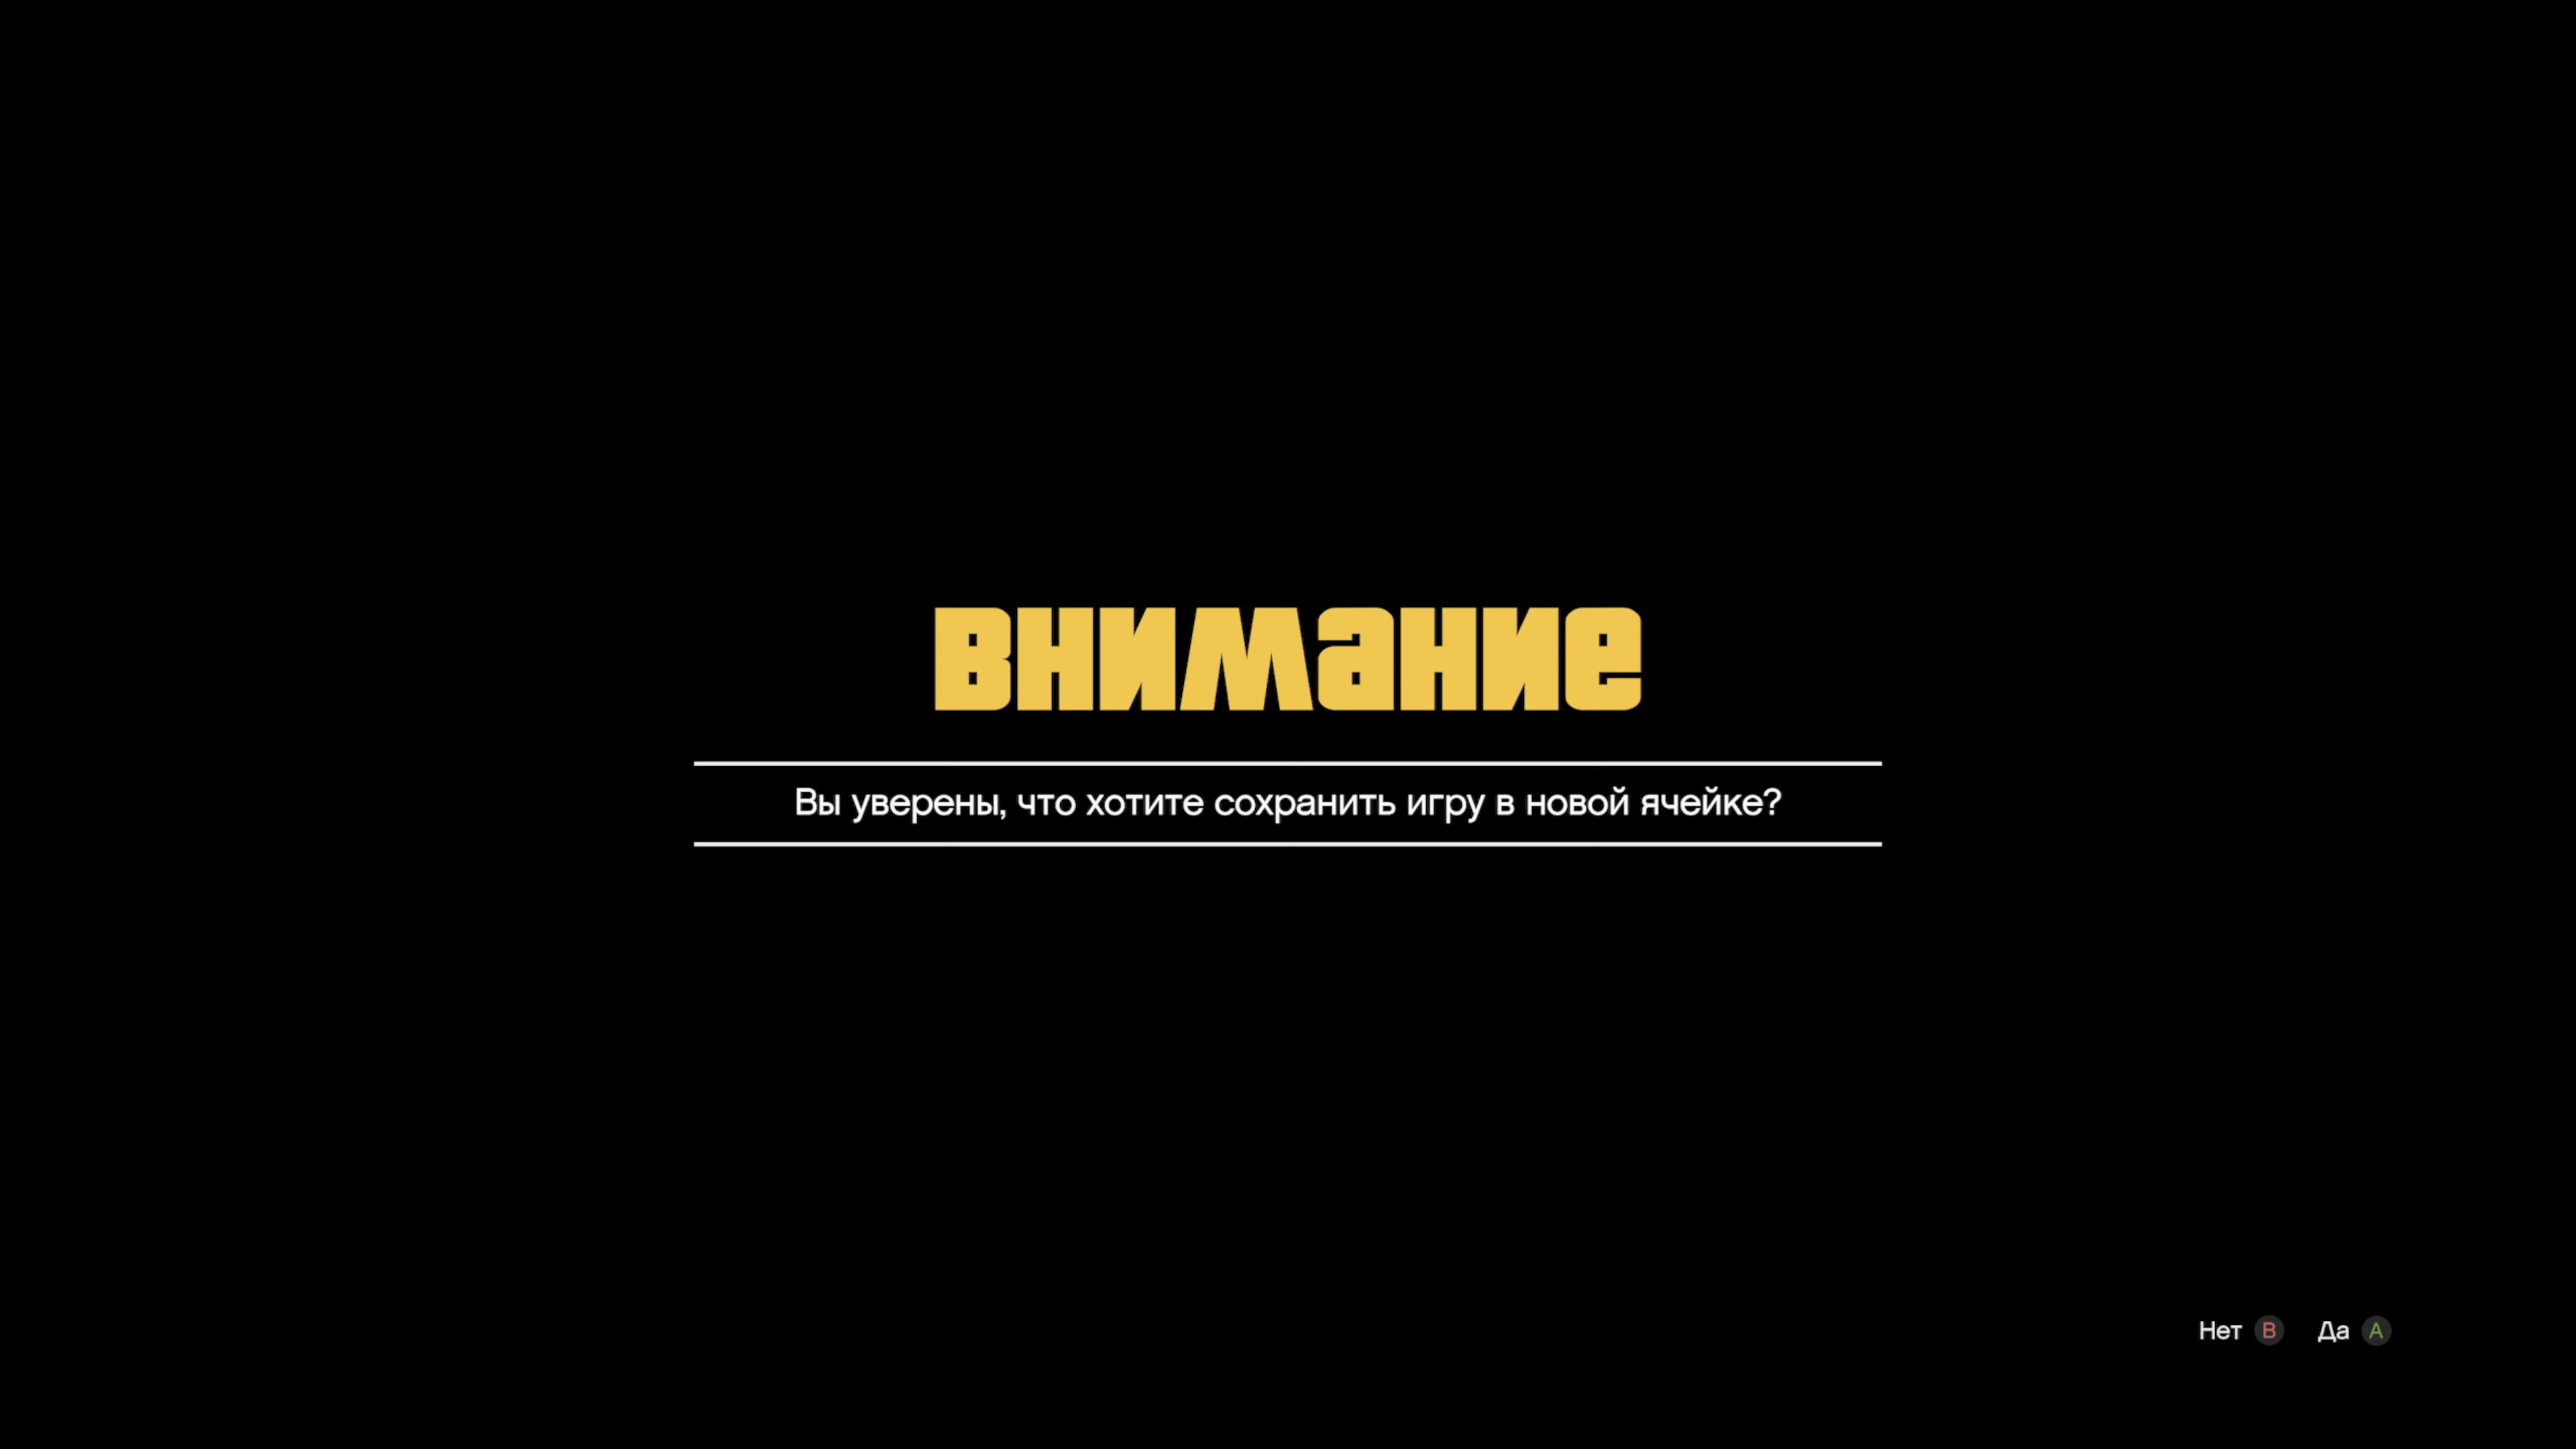 внимание
Вы уверены, что хотите сохранить игру в новой ячейке?
Нет B Да A